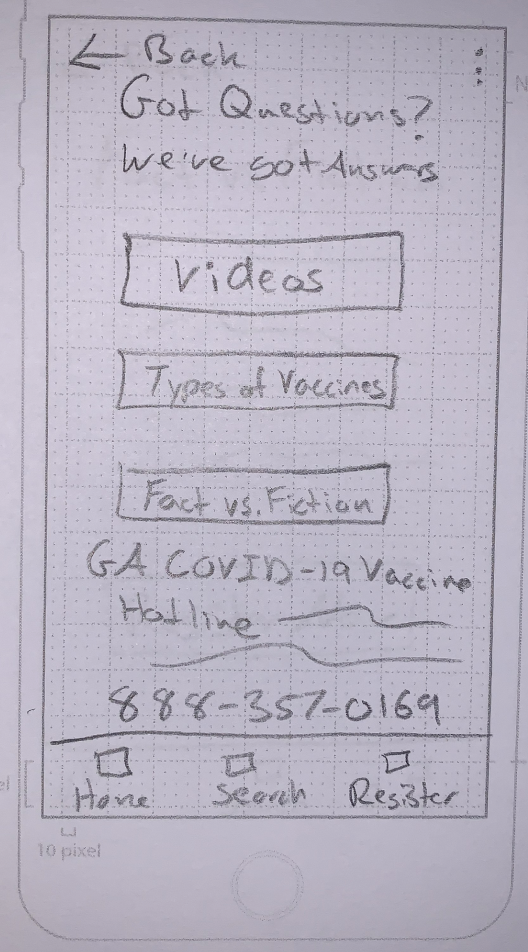 ← Back
Got Questions?
We've got Answers
Videos
Types of Vaccines
Fact vs. Fiction
GA COVID-19 Vaccine
Hotline
888-357-0169
Home Search Register
10 pixel